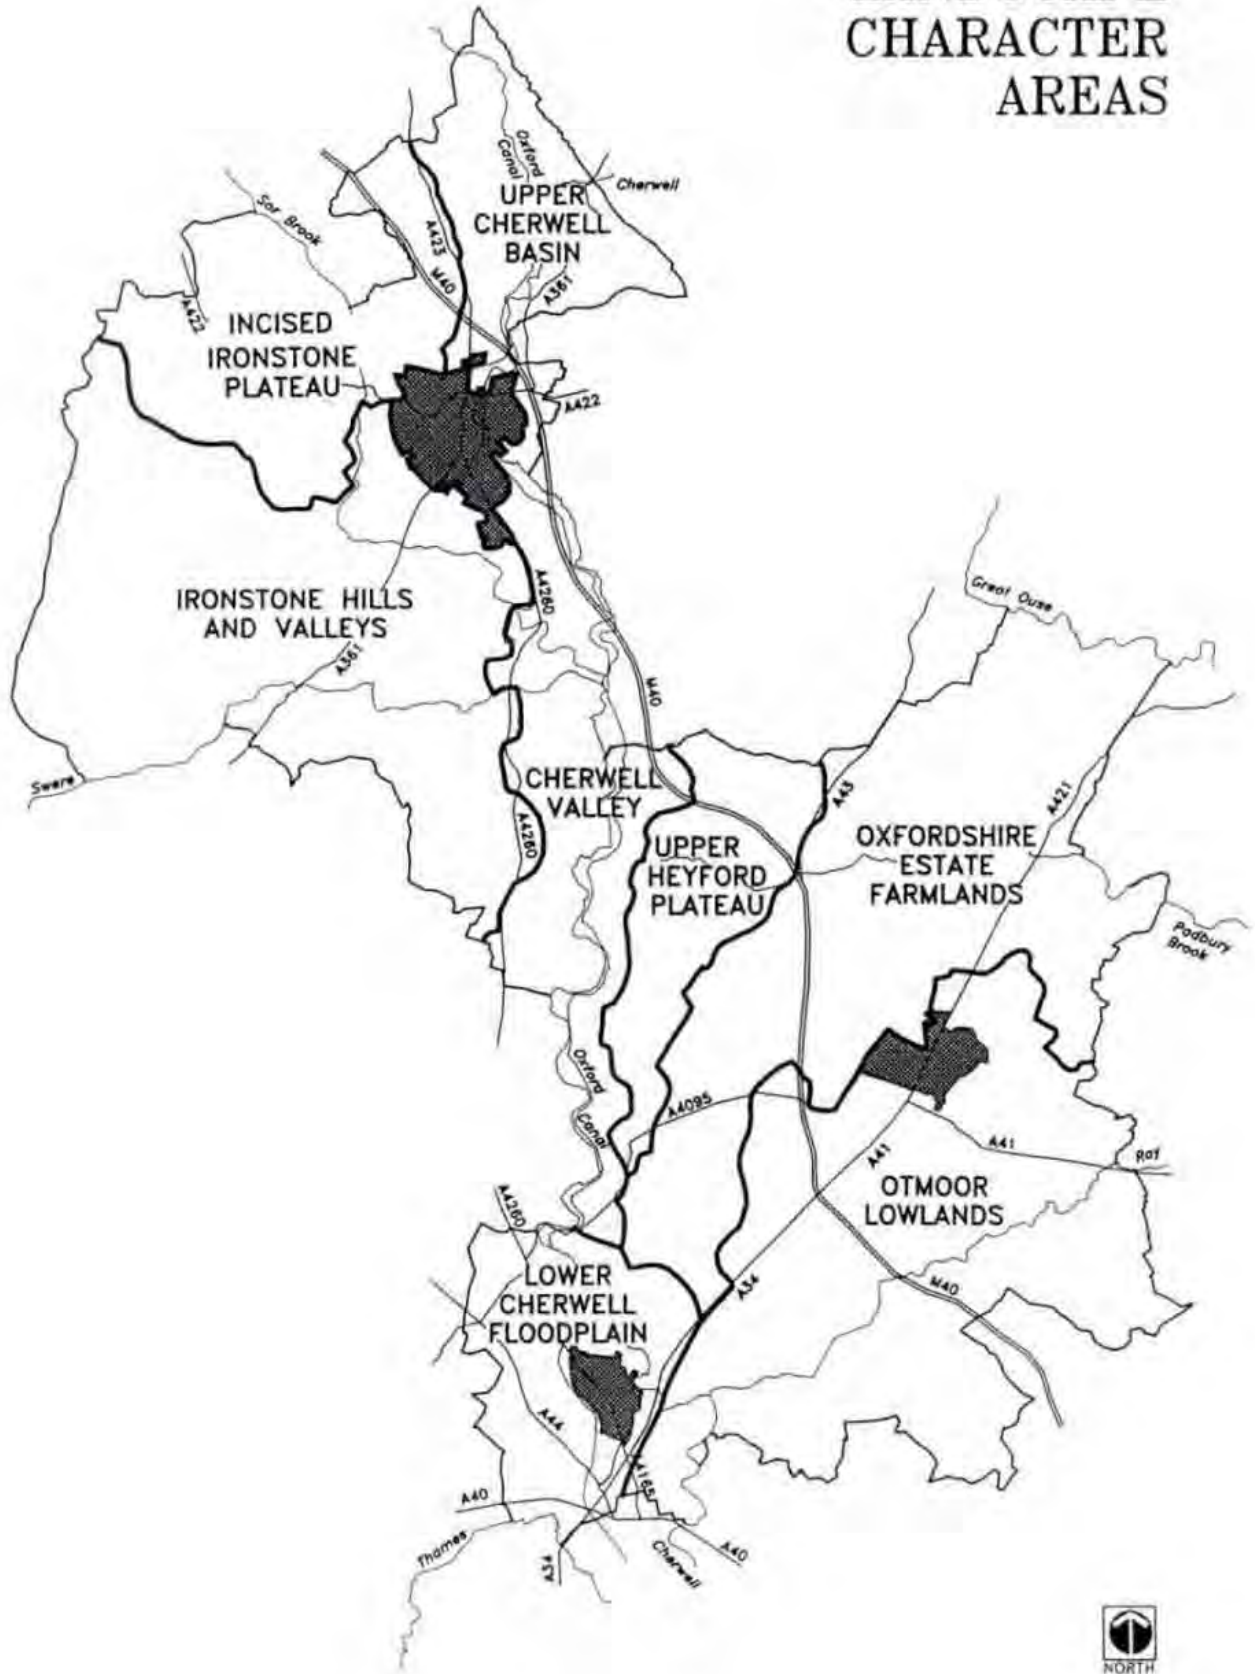 CHARACTER
AREAS
Oxford
Canal
Cherwell
UPPER
CHERWELL
BASIN
Sor Brook
A423
M40
A361
A422
INCISED
IRONSTONE
PLATEAU
A422
IRONSTONE HILLS
AND VALLEYS
A4260
A361
Great Ouse
M40
Swere
CHERWELL
VALLEY
A4260
A43
A421
UPPER
HEYFORD
PLATEAU
OXFORDSHIRE
ESTATE
FARMLANDS
Padbury
Brook
Oxford
Canal
A4095
A41
A41
Ray
OTMOOR
LOWLANDS
A4260
LOWER
CHERWELL
FLOODPLAIN
A34
M40
A44
A4165
A40
Thames
A34
Cherwell
A40
NORTH